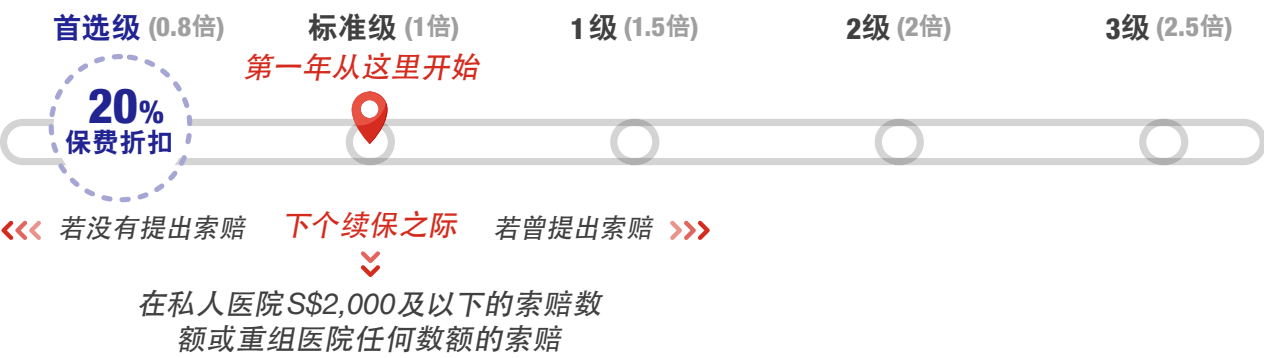 首选级 (0.8倍) 标准级 (1倍) 1级 (1.5倍) 2级 (2倍) 3级 (2.5倍)
第一年从这里开始
20%
保费折扣
若没有提出索赔 下个续保之际 若曾提出索赔
在私人医院S$2,000及以下的索赔数
额或重组医院任何数额的索赔